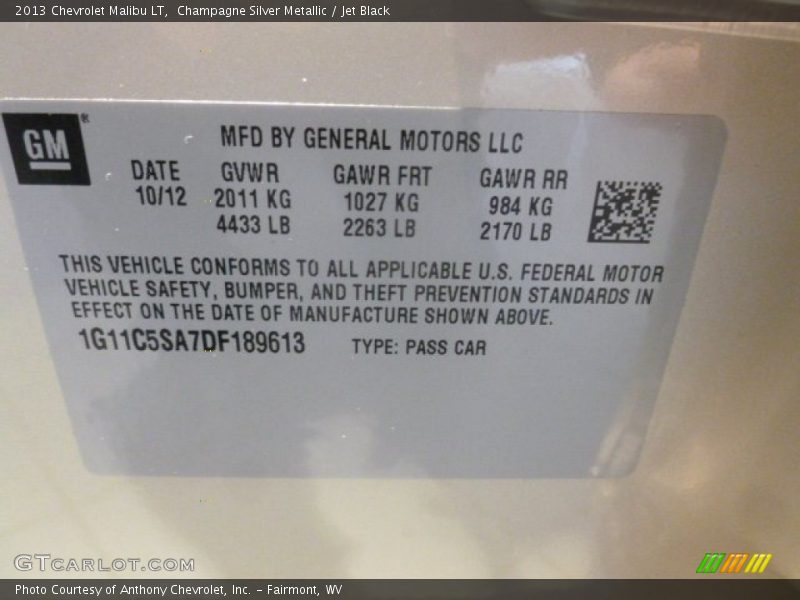 2013 Chevrolet Malibu LT,  Champagne Silver Metallic / Jet Black
GM®
MFD BY GENERAL MOTORS LLC
DATE GVWR GAWR FRT GAWR RR
10/12 2011 KG 1027 KG 984 KG
4433 LB 2263 LB 2170 LB
THIS VEHICLE CONFORMS TO ALL APPLICABLE U.S. FEDERAL MOTOR
VEHICLE SAFETY, BUMPER, AND THEFT PREVENTION STANDARDS IN
EFFECT ON THE DATE OF MANUFACTURE SHOWN ABOVE.
1G11C5SA7DF189613 TYPE: PASS CAR
GTCARLOT.COM
Photo Courtesy of Anthony Chevrolet, Inc. – Fairmont, WV